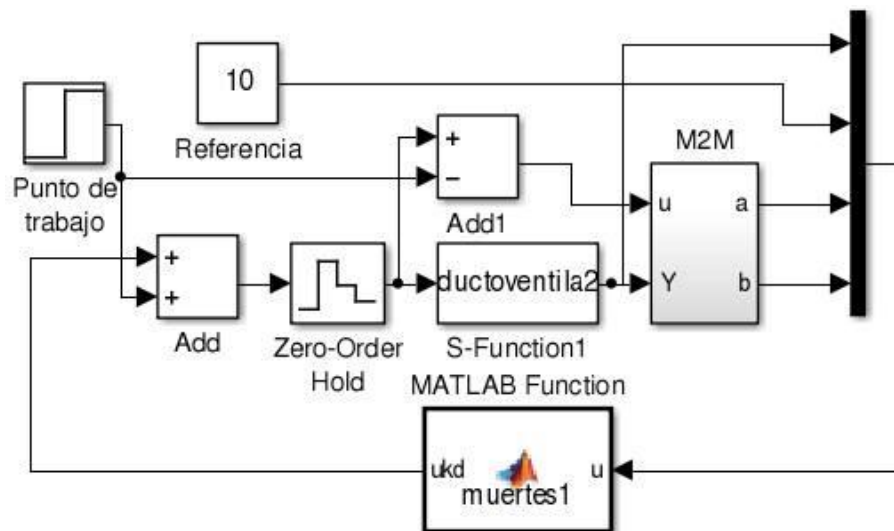 10
Referencia
Punto de
trabajo
+
−
Add1
M2M
u
a
Y
b
+
+
Add
Zero-Order
Hold
ductoventila2
S-Function1
MATLAB Function
ukd
u
muertes1